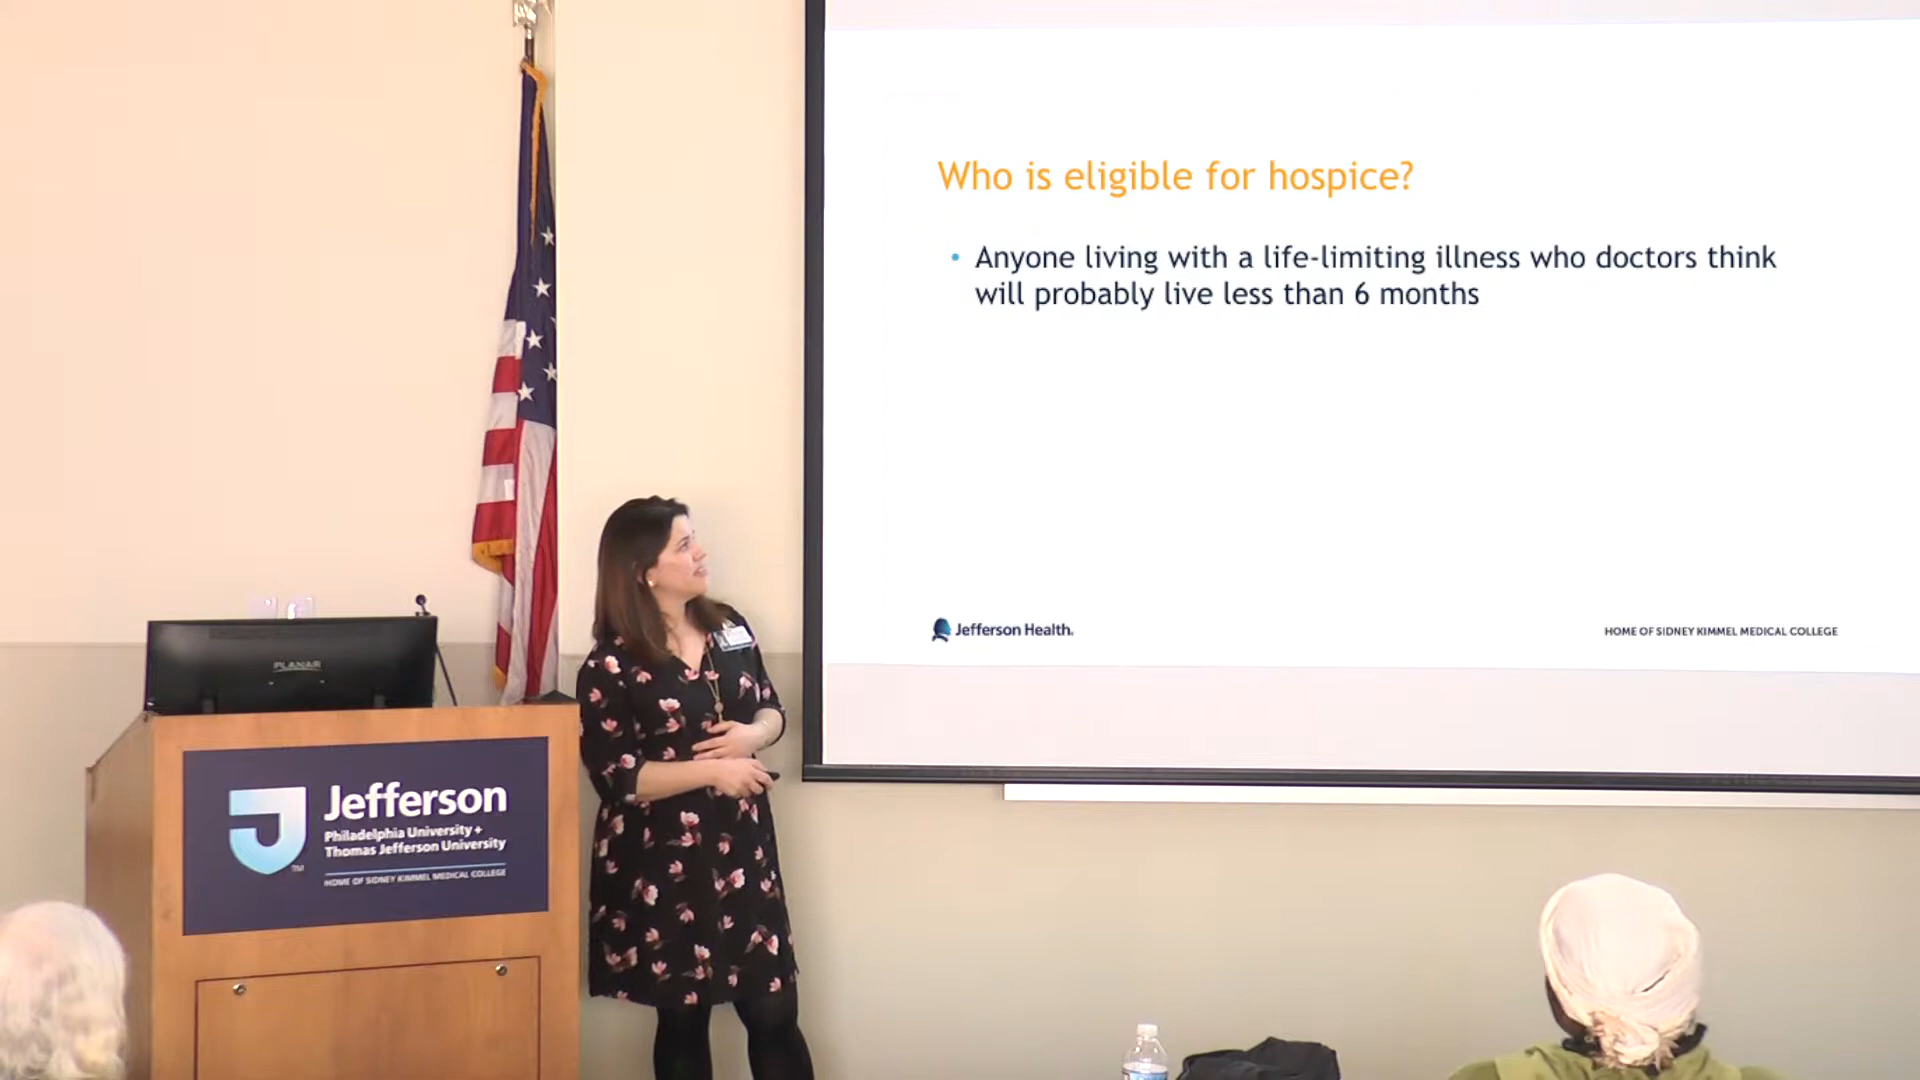 Who is eligible for hospice?
• Anyone living with a life-limiting illness who doctors think
will probably live less than 6 months
Jefferson Health.
HOME OF SIDNEY KIMMEL MEDICAL COLLEGE
PLANAR
Jefferson
Philadelphia University +
Thomas Jefferson University
TM
HOME OF SIDNEY KIMMEL MEDICAL COLLEGE